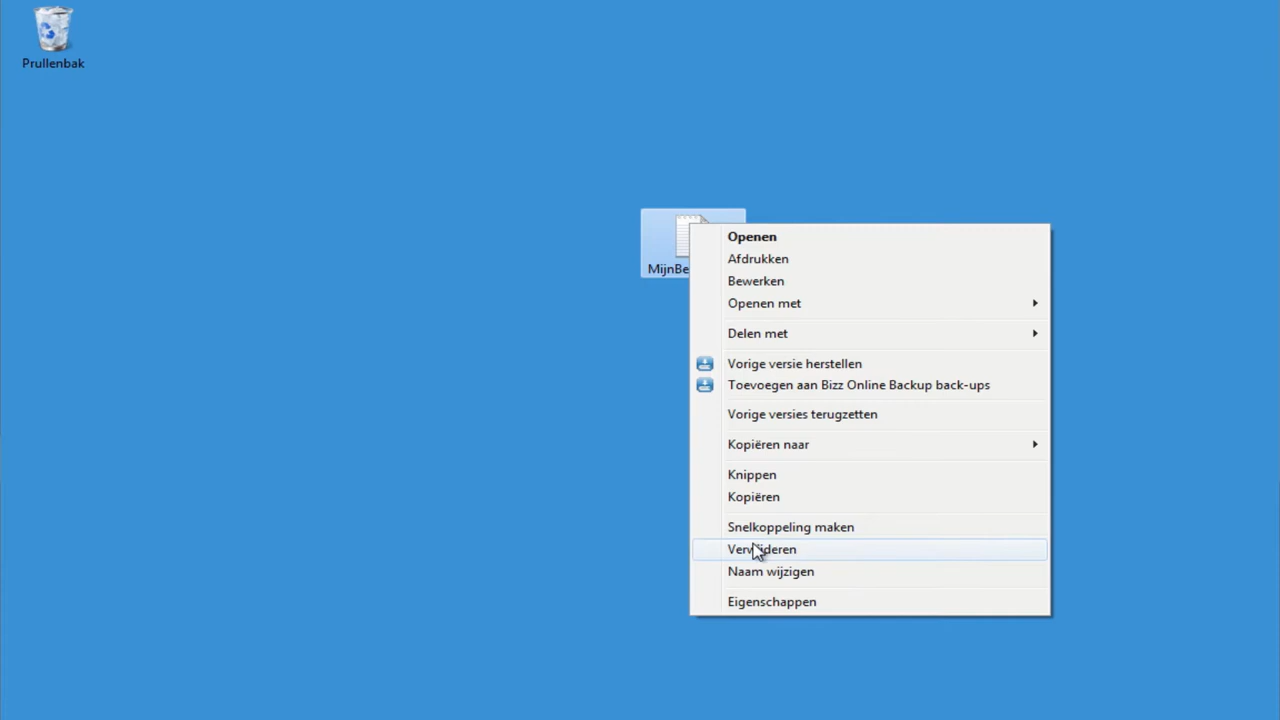 Prullenbak
MijnBe
Openen
Afdrukken
Bewerken
Openen met
Delen met
Vorige versie herstellen
Toevoegen aan Bizz Online Backup back-ups
Vorige versies terugzetten
Kopiëren naar
Knippen
Kopiëren
Snelkoppeling maken
Verwijderen
Naam wijzigen
Eigenschappen